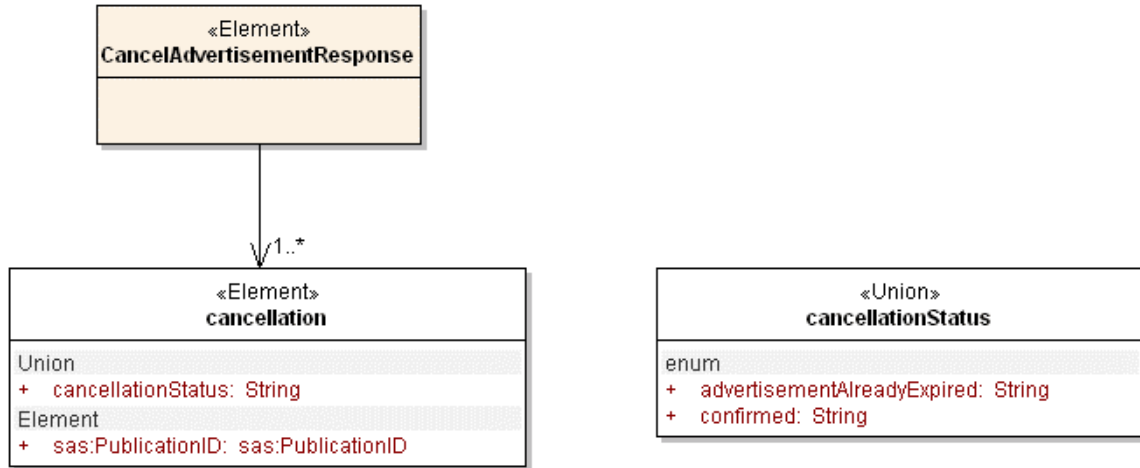 «Element»
CancelAdvertisementResponse
1..*
«Element»
cancellation
Union
+ cancellationStatus: String
Element
+ sas:PublicationID: sas:PublicationID
«Union»
cancellationStatus
enum
+ advertisementAlreadyExpired: String
+ confirmed: String